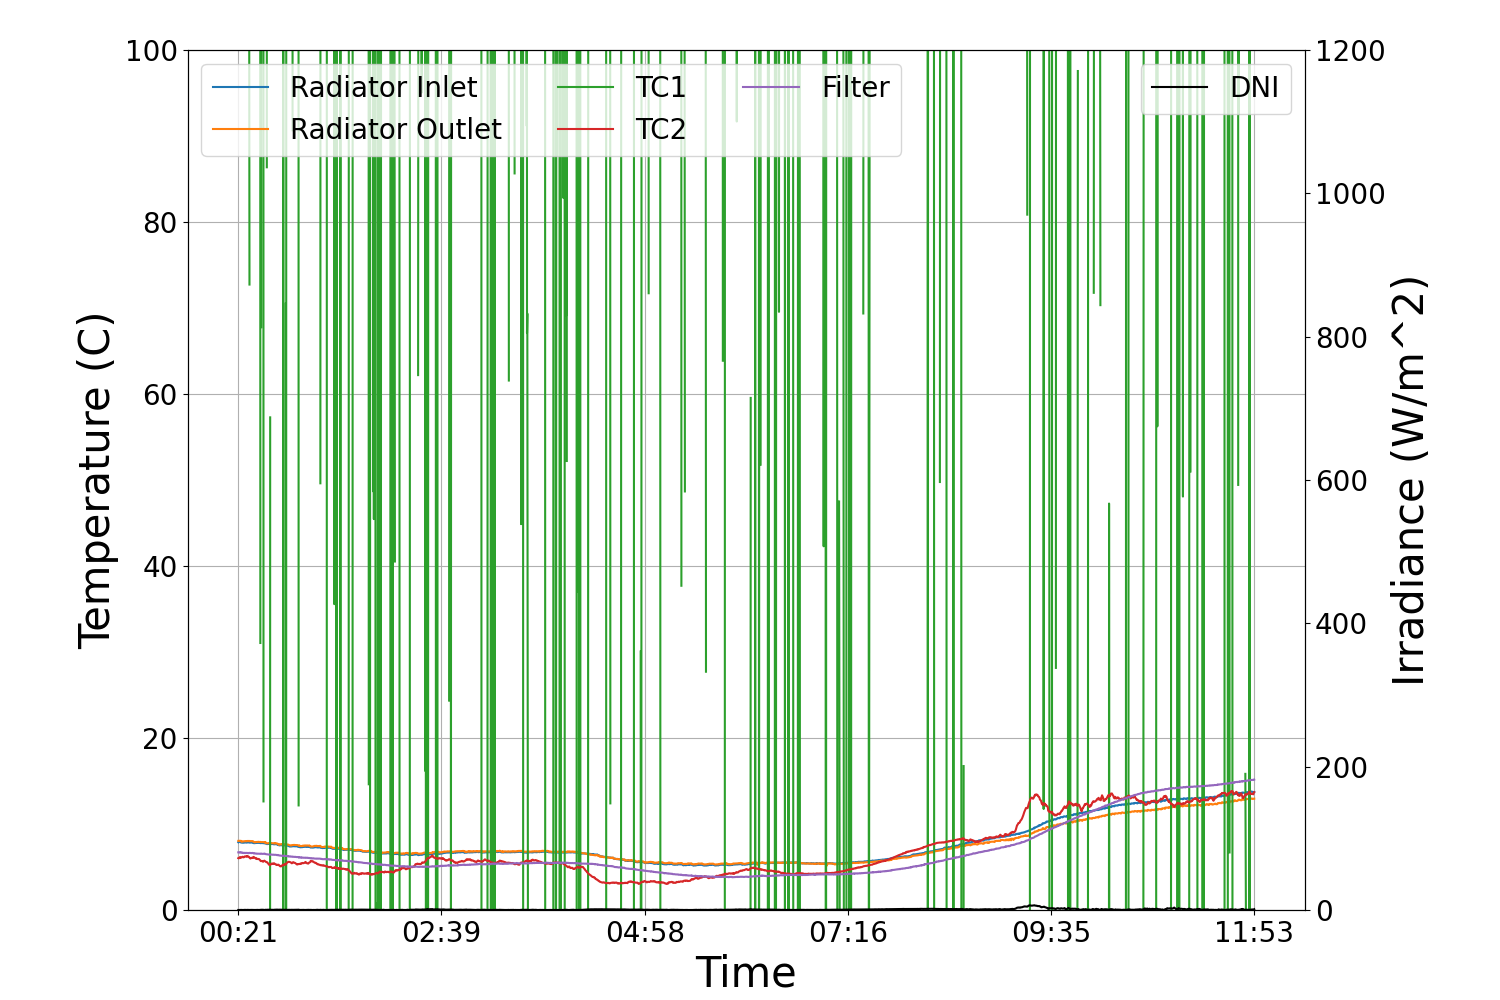 100
80
60
40
20
0
Temperature (C)
Radiator Inlet
Radiator Outlet
TC1
TC2
Filter
DNI
1200
1000
800
600
400
200
0
Irradiance (W/m^2)
00:21 02:39 04:58 07:16 09:35 11:53
Time